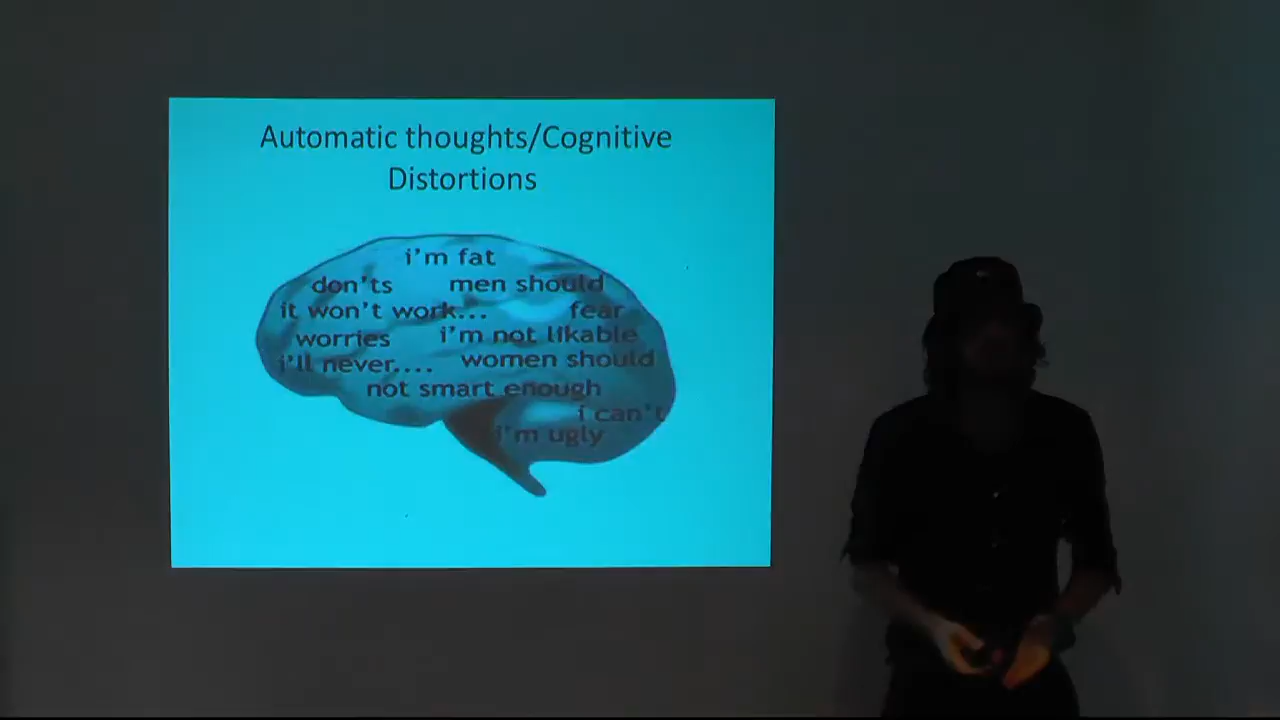 Automatic thoughts/Cognitive
Distortions
i'm fat
don'ts men should
it won't work... fear
worries i'm not likable
i'll never.... women should
not smart enough
i can't
i'm ugly